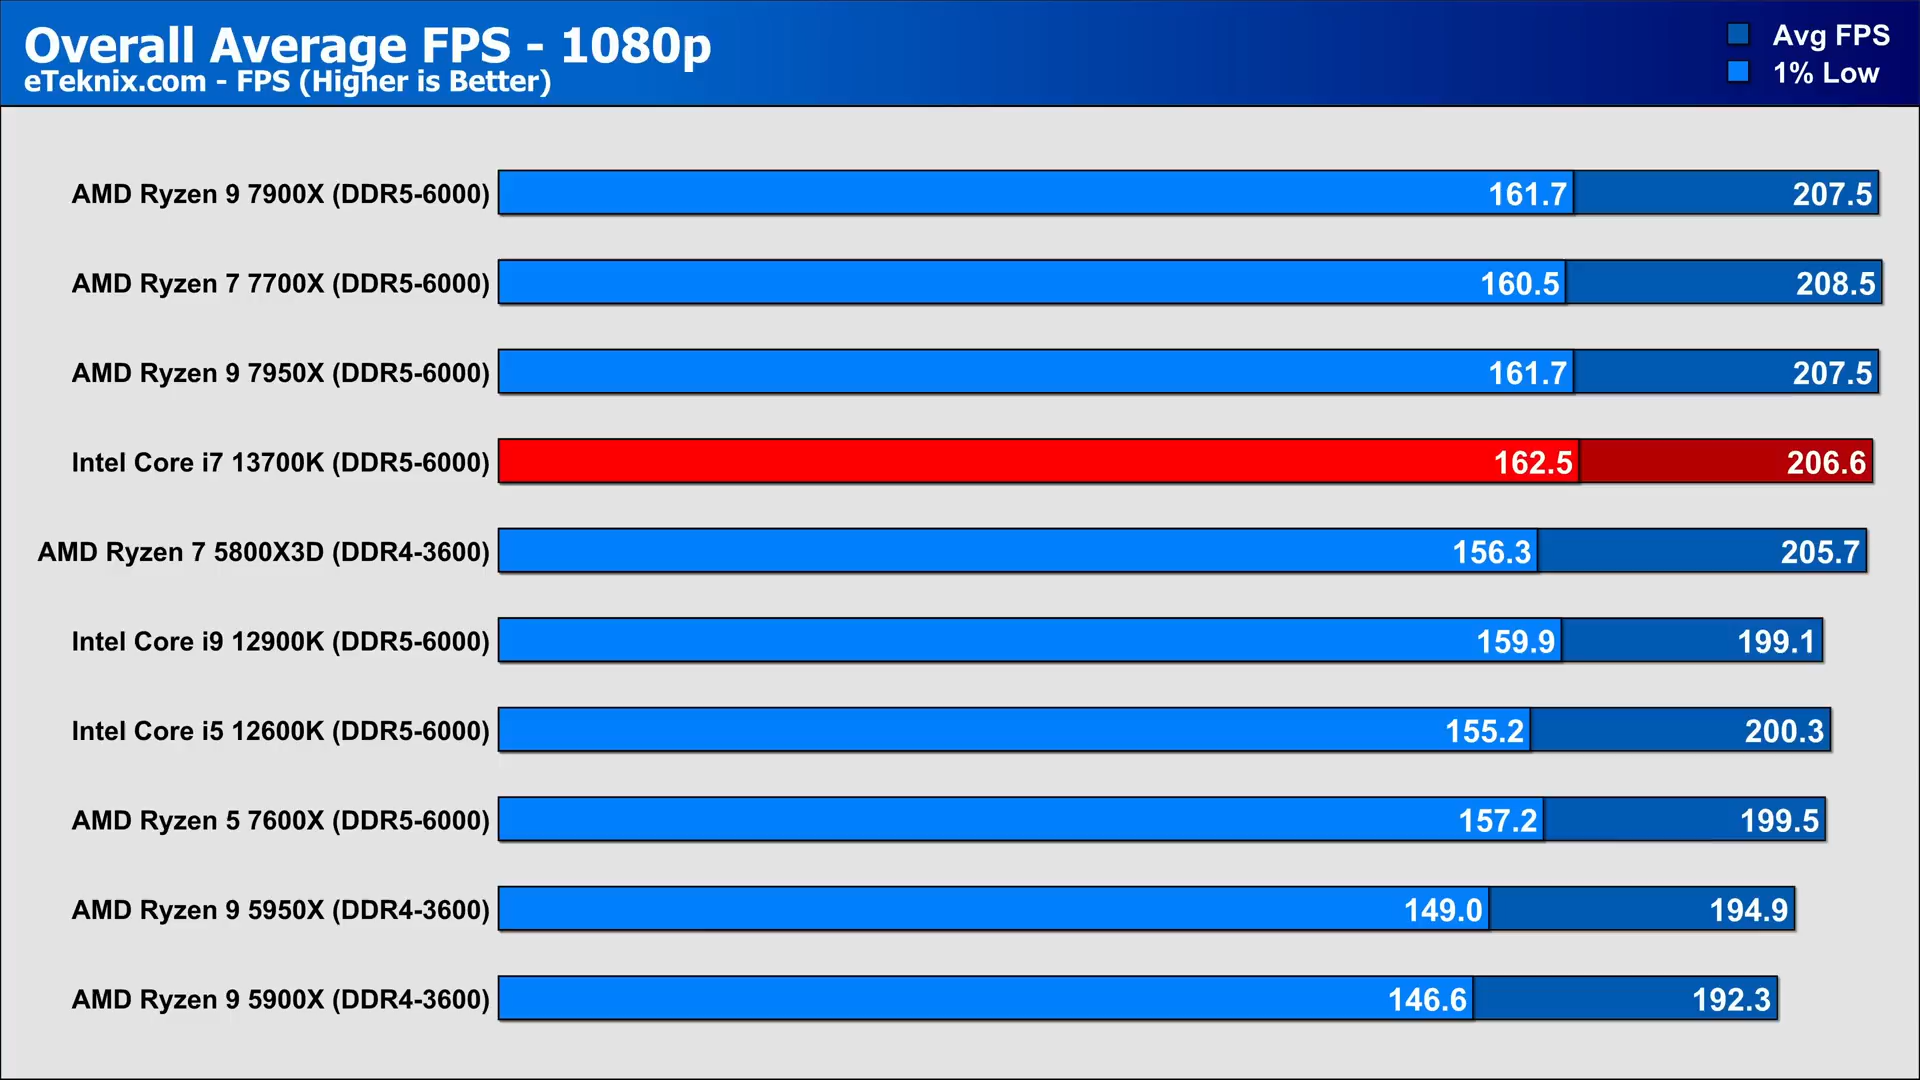 Overall Average FPS - 1080p
eTeknix.com - FPS (Higher is Better)
Avg FPS
1% Low
AMD Ryzen 9 7900X (DDR5-6000) 161.7 207.5
AMD Ryzen 7 7700X (DDR5-6000) 160.5 208.5
AMD Ryzen 9 7950X (DDR5-6000) 161.7 207.5
Intel Core i7 13700K (DDR5-6000) 162.5 206.6
AMD Ryzen 7 5800X3D (DDR4-3600) 156.3 205.7
Intel Core i9 12900K (DDR5-6000) 159.9 199.1
Intel Core i5 12600K (DDR5-6000) 155.2 200.3
AMD Ryzen 5 7600X (DDR5-6000) 157.2 199.5
AMD Ryzen 9 5950X (DDR4-3600) 149.0 194.9
AMD Ryzen 9 5900X (DDR4-3600) 146.6 192.3